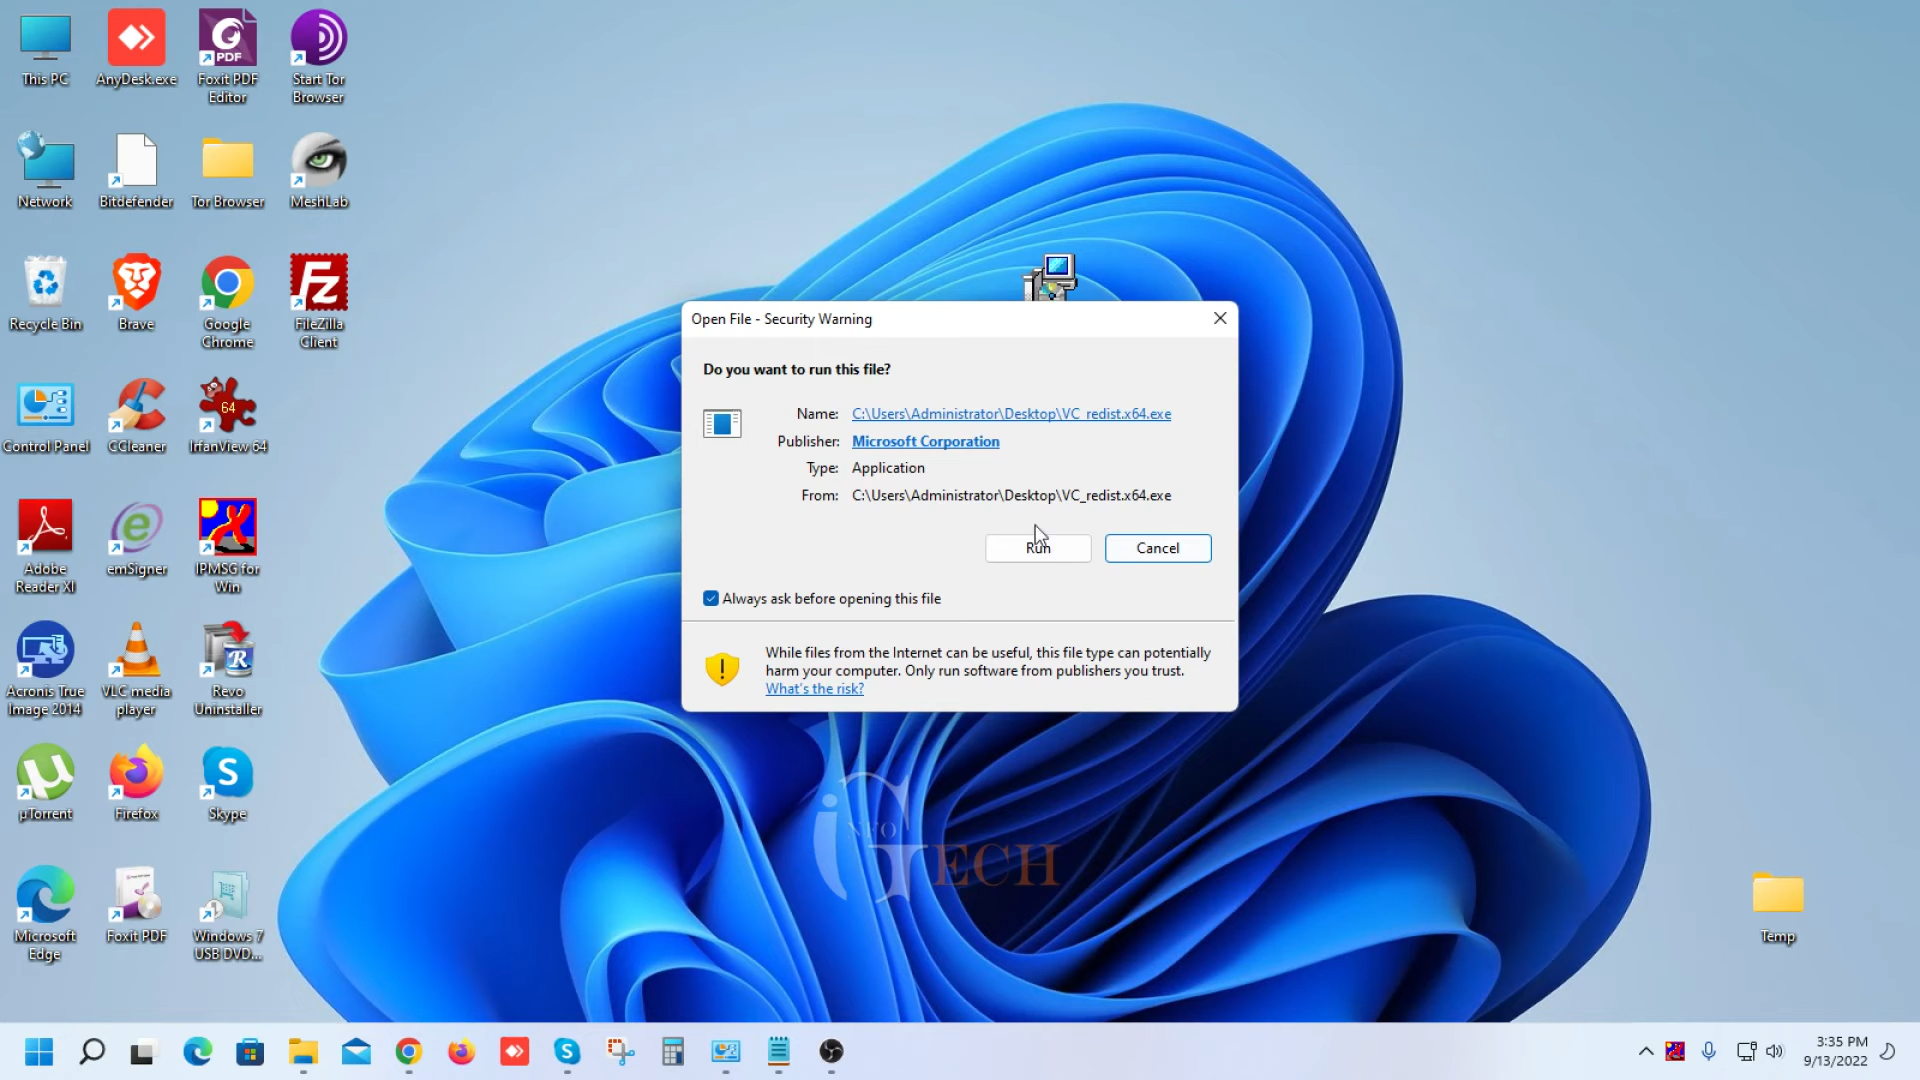 This PC
AnyDesk.exe
Foxit PDF
Editor
Start Tor
Browser
Network
Bitdefender
Tor Browser
MeshLab
Recycle Bin
Brave
Google
Chrome
FileZilla
Client
Control Panel
CCleaner
64
IrfanView 64
Adobe
Reader XI
emSigner
IPMSG for
Win
Acronis True
Image 2014
VLC media
player
Revo
Uninstaller
µTorrent
Firefox
Skype
Microsoft
Edge
Foxit PDF
Windows 7
USB DVD...
Temp
Open File - Security Warning
Do you want to run this file?
Name: C:\Users\Administrator\Desktop\VC_redist.x64.exe
Publisher: Microsoft Corporation
Type: Application
From: C:\Users\Administrator\Desktop\VC_redist.x64.exe
Run
Cancel
Always ask before opening this file
While files from the Internet can be useful, this file type can potentially
harm your computer. Only run software from publishers you trust.
What's the risk?
iNFO
GTECH
3:35 PM
9/13/2022